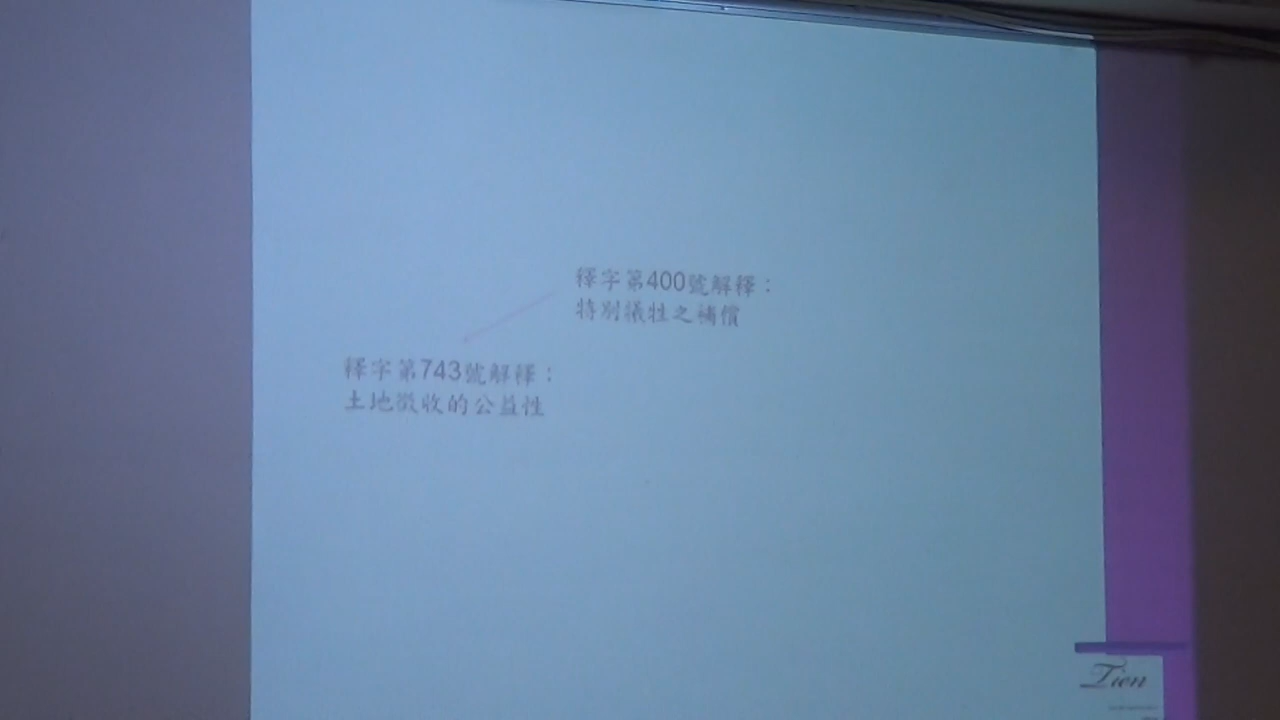 釋字第400號解釋：
特別犧牲之補償
釋字第743號解釋：
土地徵收的公益性
Tien